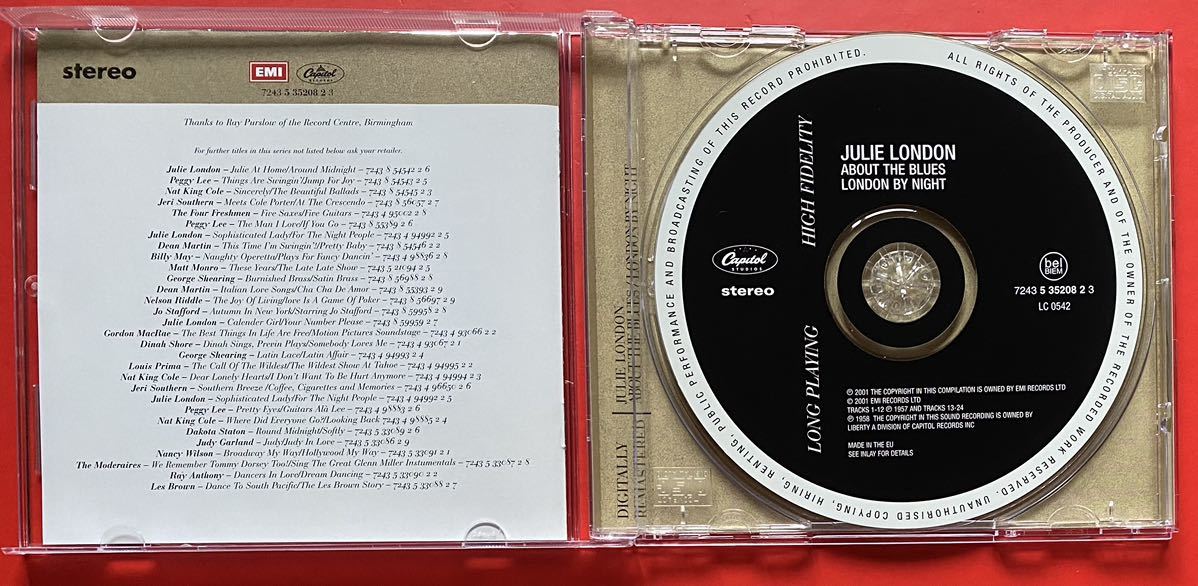 stereo
EMI
Capitol
RECORDS
7243 5 35208 2 3
Thanks to Ray Purslow of the Record Centre, Birmingham
For further titles in this series not listed below ask your retailer.
Julie London – Julie At Home/Around Midnight – 7243 8 54542 2 6
Peggy Lee – Things Are Swingin'/Jump For Joy – 7243 8 54543 2 5
Nat King Cole – Sincerely/The Beautiful Ballads – 7243 8 54545 2 3
Jeri Southern – Meets Cole Porter/At The Crescendo – 7243 8 56057 2 7
The Four Freshmen – Five Saxes/Five Guitars – 7243 4 95002 2 8
Peggy Lee – The Man I Love/If You Go – 7243 8 55389 2 6
Julie London – Sophisticated Lady/For The Night People – 7243 4 94992 2 5
Dean Martin – This Time I'm Swingin'/Pretty Baby – 7243 8 54546 2 2
Billy May – Naughty Operetta/Plays For Fancy Dancin' – 7243 4 98836 2 8
Matt Monro – These Years/The Late Late Show – 7243 5 21094 2 5
George Shearing – Burnished Brass/Satin Brass – 7243 8 56988 2 8
Dean Martin – Italian Love Songs/Cha Cha De Amor – 7243 8 55393 2 9
Nelson Riddle – The Joy Of Living/love Is A Game Of Poker – 7243 8 56697 2 9
Jo Stafford – Autumn In New York/Starring Jo Stafford – 7243 8 59958 2 8
Julie London – Calender Girl/Your Number Please – 7243 8 59959 2 7
Gordon MacRae – The Best Things In Life Are Free/Motion Pictures Soundstage – 7243 4 93066 2 2
Dinah Shore – Dinah Sings, Previn Plays/Somebody Loves Me – 7243 4 93067 2 1
George Shearing – Latin Lace/Latin Affair – 7243 4 94993 2 4
Louis Prima – The Call Of The Wildest/The Wildest Show At Tahoe – 7243 4 94995 2 2
Nat King Cole – Dear Lonely Hearts/I Don't Want To Be Hurt Anymore – 7243 4 94994 2 3
Jeri Southern – Southern Breeze /Coffee, Cigarettes and Memories – 7243 4 96650 2 6
Julie London – Sophisticated Lady/For The Night People – 7243 4 94992 2 5
Peggy Lee – Pretty Eyes/Guitars Alà Lee – 7243 4 98883 2 6
Nat King Cole – Where Did Everyone Go?/Looking Back 7243 4 98885 2 4
Dakota Staton – Round Midnight/Softly – 7243 5 33089 2 6
Judy Garland – Judy/Judy In Love – 7243 5 33086 2 9
Nancy Wilson – Broadway My Way/Hollywood My Way – 7243 5 33091 2 1
The Moderaires – We Remember Tommy Dorsey Too!/Sing The Great Glenn Miller Instrumentals – 7243 5 33087 2 8
Ray Anthony – Dancers In Love/Dream Dancing – 7243 5 33090 2 2
Les Brown – Dance To South Pacific/The Les Brown Story – 7243 5 33088 2 7
DIGITALLY
REMASTERED
JULIE LONDON
ABOUT THE BLUES / LONDON BY NIGHT
ALL RIGHTS OF THE PRODUCER AND OF THE OWNER OF THE RECORDED WORK RESERVED. UNAUTHORISED COPYING, HIRING, RENTING, PUBLIC PERFORMANCE AND BROADCASTING OF THIS RECORD PROHIBITED.
LONG PLAYING
HIGH FIDELITY
JULIE LONDON
ABOUT THE BLUES
LONDON BY NIGHT
Capitol
STUDIOS
stereo
bel
BIEM
7243 5 35208 2 3
LC 0542
℗ 2001 THE COPYRIGHT IN THIS COMPILATION IS OWNED BY EMI RECORDS LTD
© 2001 EMI RECORDS LTD
TRACKS 1-12 ℗ 1957 AND TRACKS 13-24
℗ 1958 THE COPYRIGHT IN THIS SOUND RECORDING IS OWNED BY
LIBERTY A DIVISION OF CAPITOL RECORDS INC
MADE IN THE EU
SEE INLAY FOR DETAILS